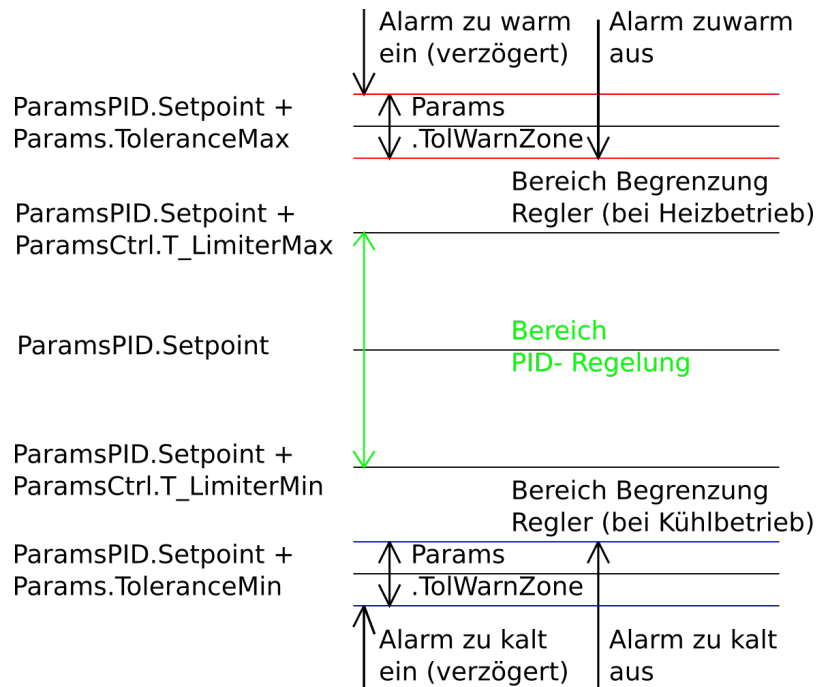 Alarm zu warm
ein (verzögert)
Alarm zuwarm
aus
ParamsPID.Setpoint +
Params.ToleranceMax
Params
.TolWarnZone
Bereich Begrenzung
Regler (bei Heizbetrieb)
ParamsPID.Setpoint +
ParamsCtrl.T_LimiterMax
ParamsPID.Setpoint
Bereich
PID- Regelung
ParamsPID.Setpoint +
ParamsCtrl.T_LimiterMin
Bereich Begrenzung
Regler (bei Kühlbetrieb)
ParamsPID.Setpoint +
Params.ToleranceMin
Params
.TolWarnZone
Alarm zu kalt
ein (verzögert)
Alarm zu kalt
aus